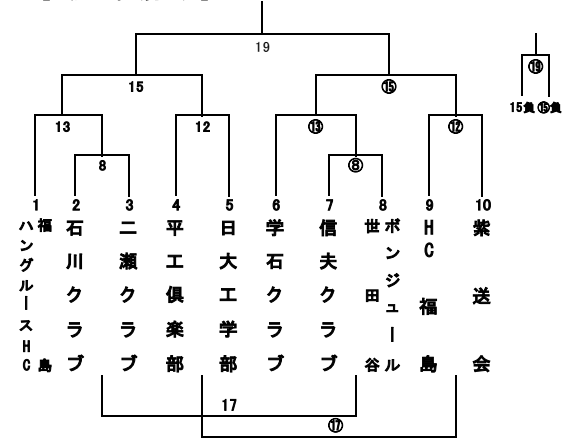 19
⑲
15
⑮
15負 ⑮負
13
12
⑬
⑫
8
⑧
1 2 3 4 5 6 7 8 9 10
福島
ハングルースHC
石川クラブ
二瀬クラブ
平工倶楽部
日大工学部
学石クラブ
信夫クラブ
ボンジュール
世田谷
HC福島
紫送会
17
⑰